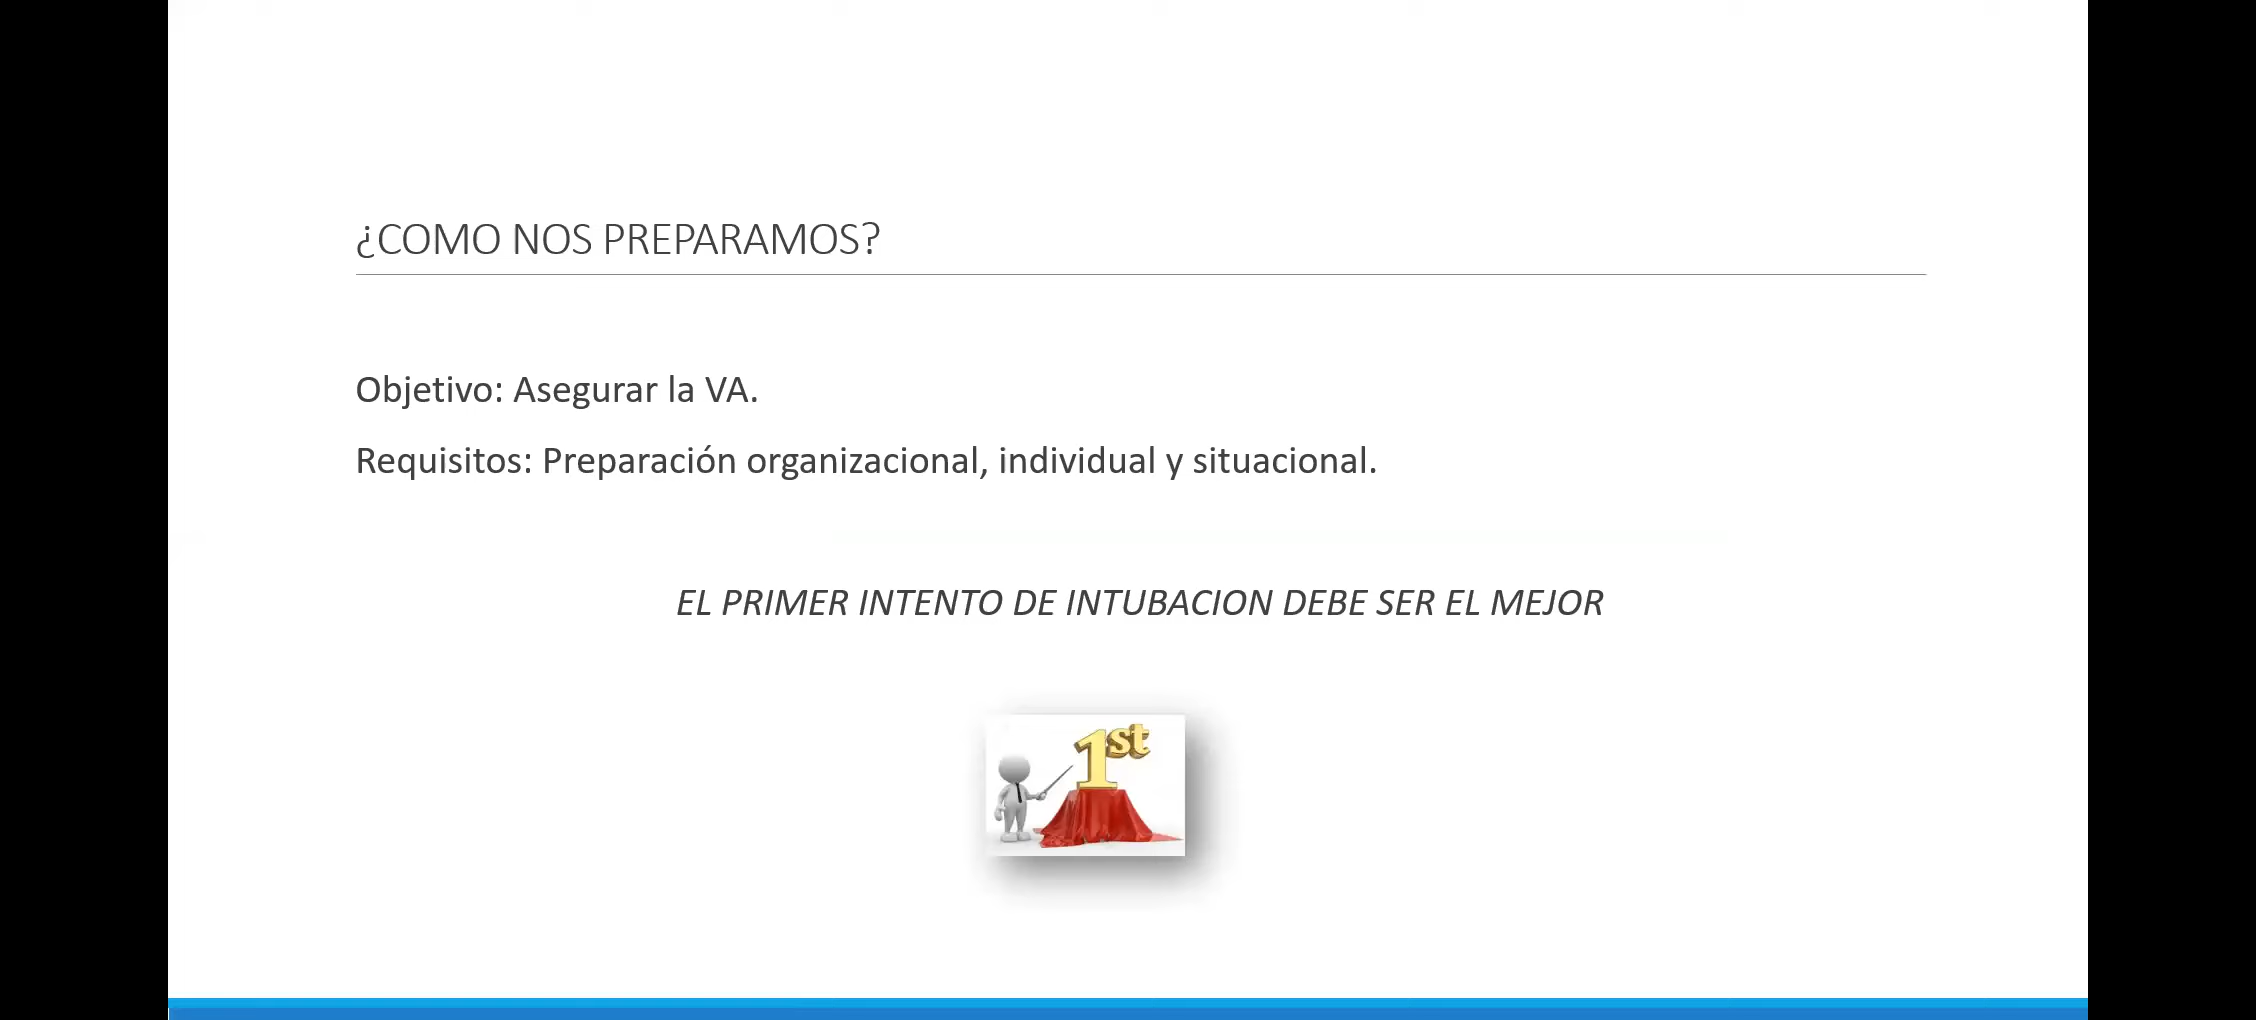 ¿COMO NOS PREPARAMOS?
Objetivo: Asegurar la VA.
Requisitos: Preparación organizacional, individual y situacional.
EL PRIMER INTENTO DE INTUBACION DEBE SER EL MEJOR
1st